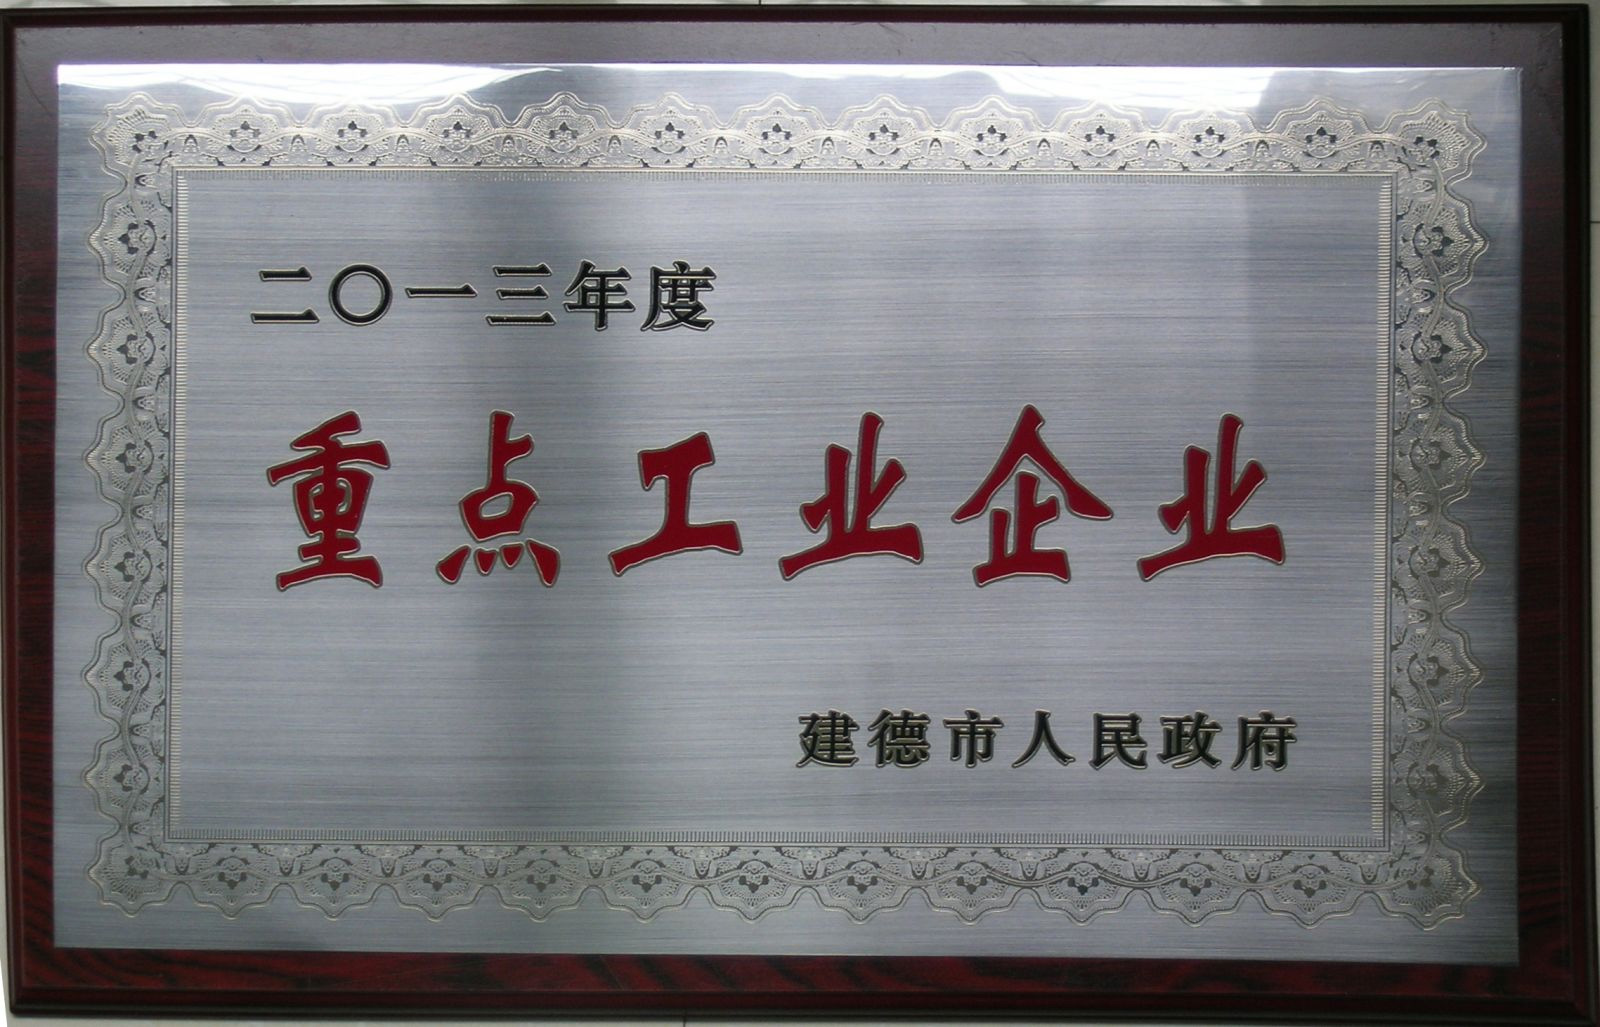 二〇一三年度
重点工业企业
建德市人民政府